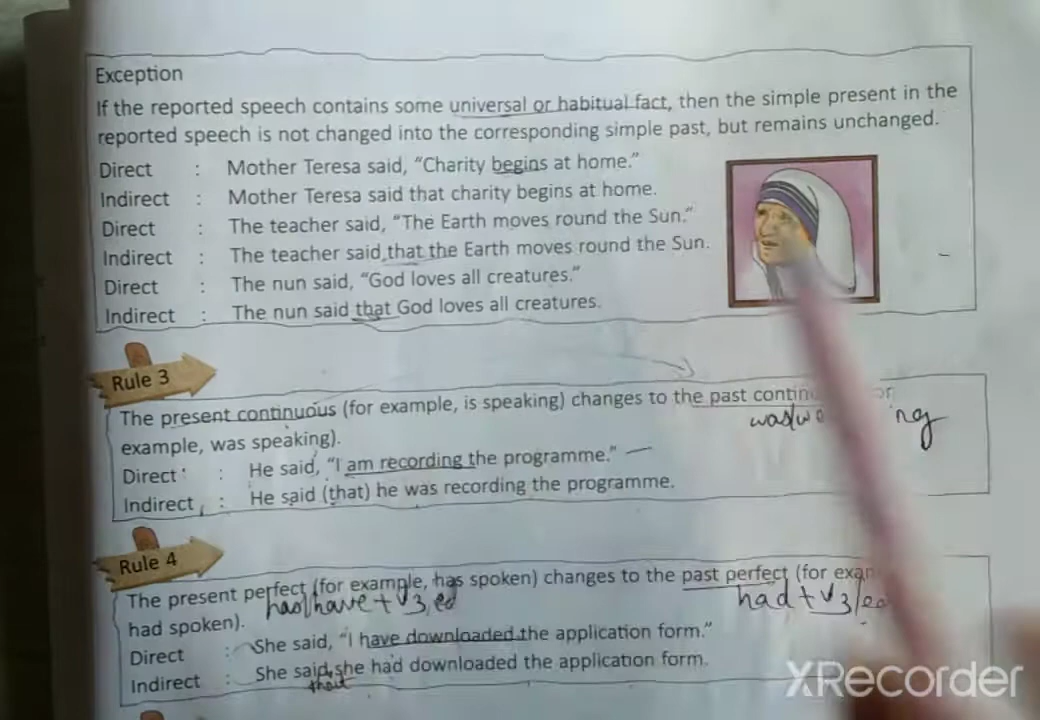 Exception
If the reported speech contains some universal or habitual fact, then the simple present in the
reported speech is not changed into the corresponding simple past, but remains unchanged.
Direct : Mother Teresa said, “Charity begins at home.”
Indirect : Mother Teresa said that charity begins at home.
Direct : The teacher said, “The Earth moves round the Sun.”
Indirect : The teacher said that the Earth moves round the Sun.
Direct : The nun said, “God loves all creatures.”
Indirect : The nun said that God loves all creatures.
Rule 3
The present continuous (for example, is speaking) changes to the past
example, was speaking).
ng
Direct : He said, “I am recording the programme.”
Indirect : He said (that) he was recording the programme.
Rule 4
The present perfect (for example, has spoken) changes to the past perfect (for
has/have + V3, ed
had + V3/
had spoken).
Direct : She said, “I have downloaded the application form.”
Indirect : She said, she had downloaded the application form.
that
XRecorder